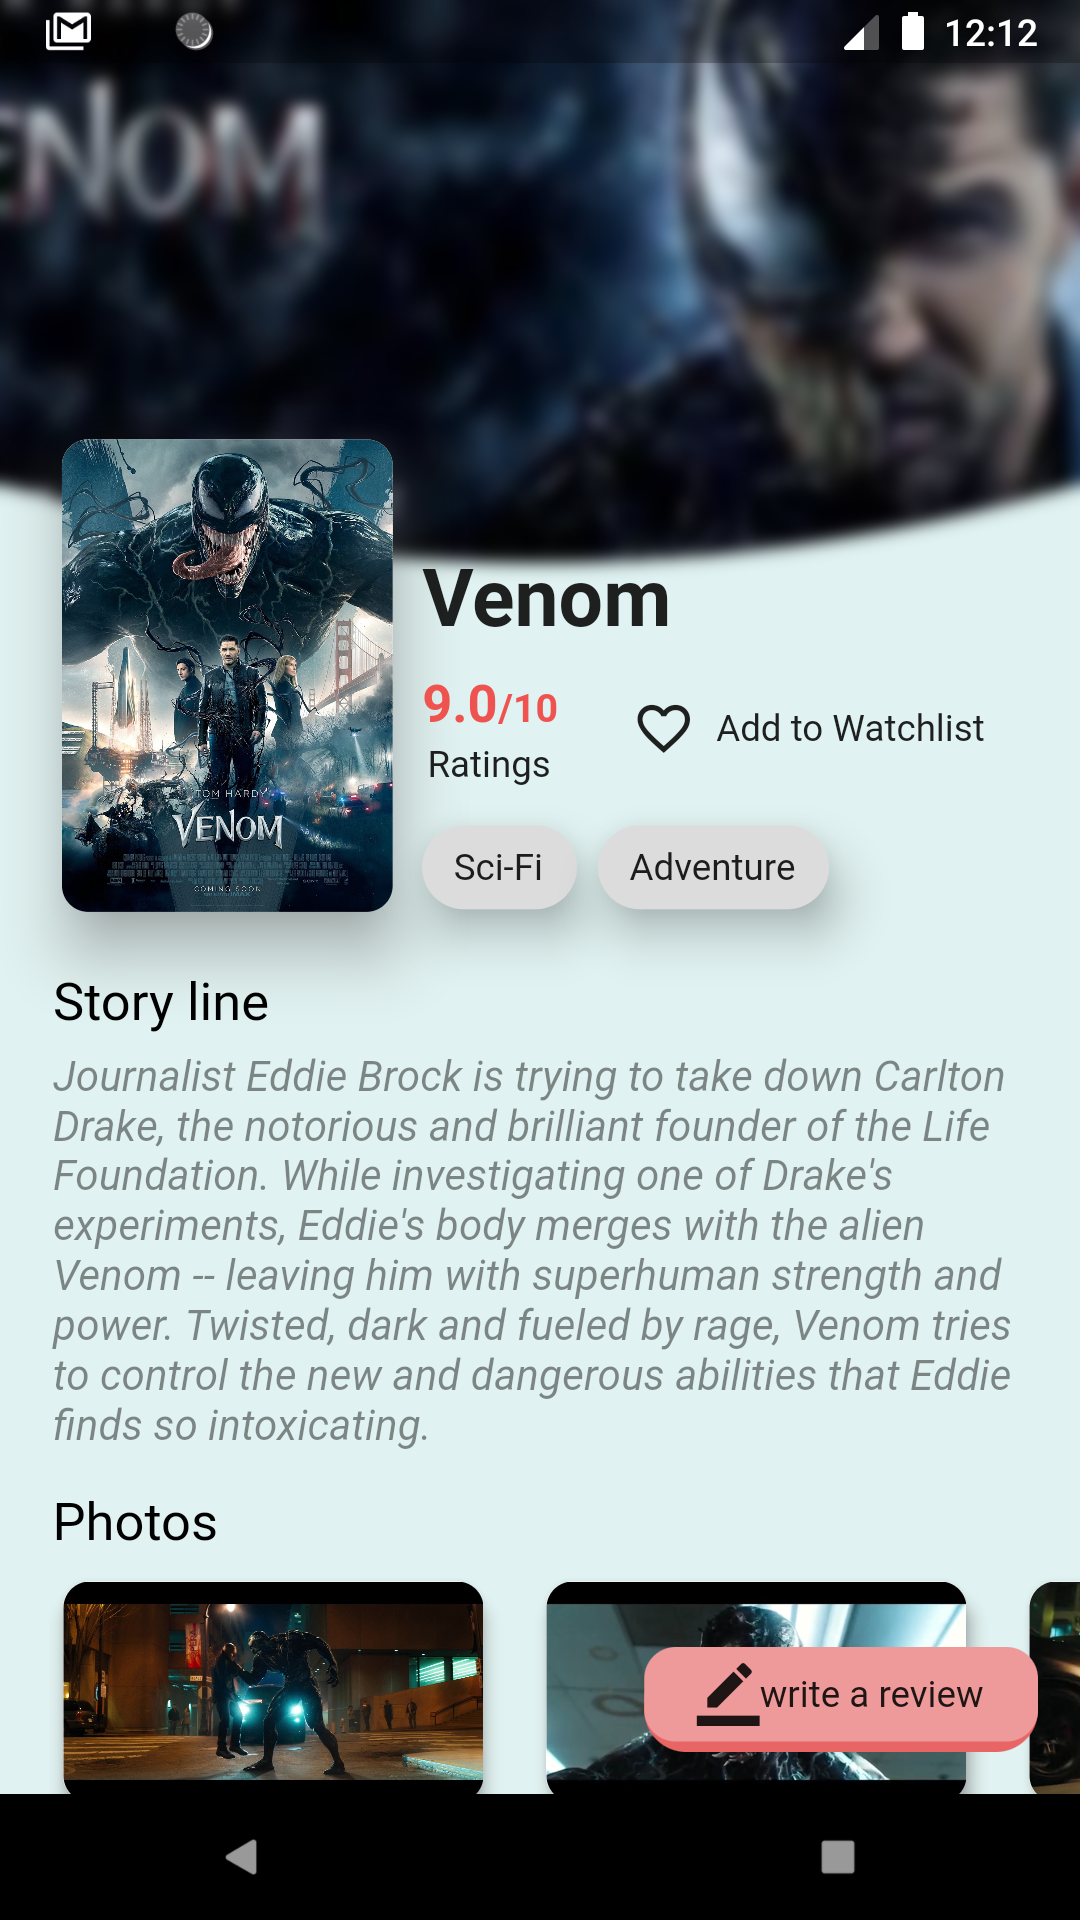 12:12
ENOM
TOM HARDY
VENOM
COMING SOON
Venom
9.0/10
Ratings
Add to Watchlist
Sci-Fi
Adventure
Story line
Journalist Eddie Brock is trying to take down Carlton
Drake, the notorious and brilliant founder of the Life
Foundation. While investigating one of Drake's
experiments, Eddie's body merges with the alien
Venom -- leaving him with superhuman strength and
power. Twisted, dark and fueled by rage, Venom tries
to control the new and dangerous abilities that Eddie
finds so intoxicating.
Photos
write a review